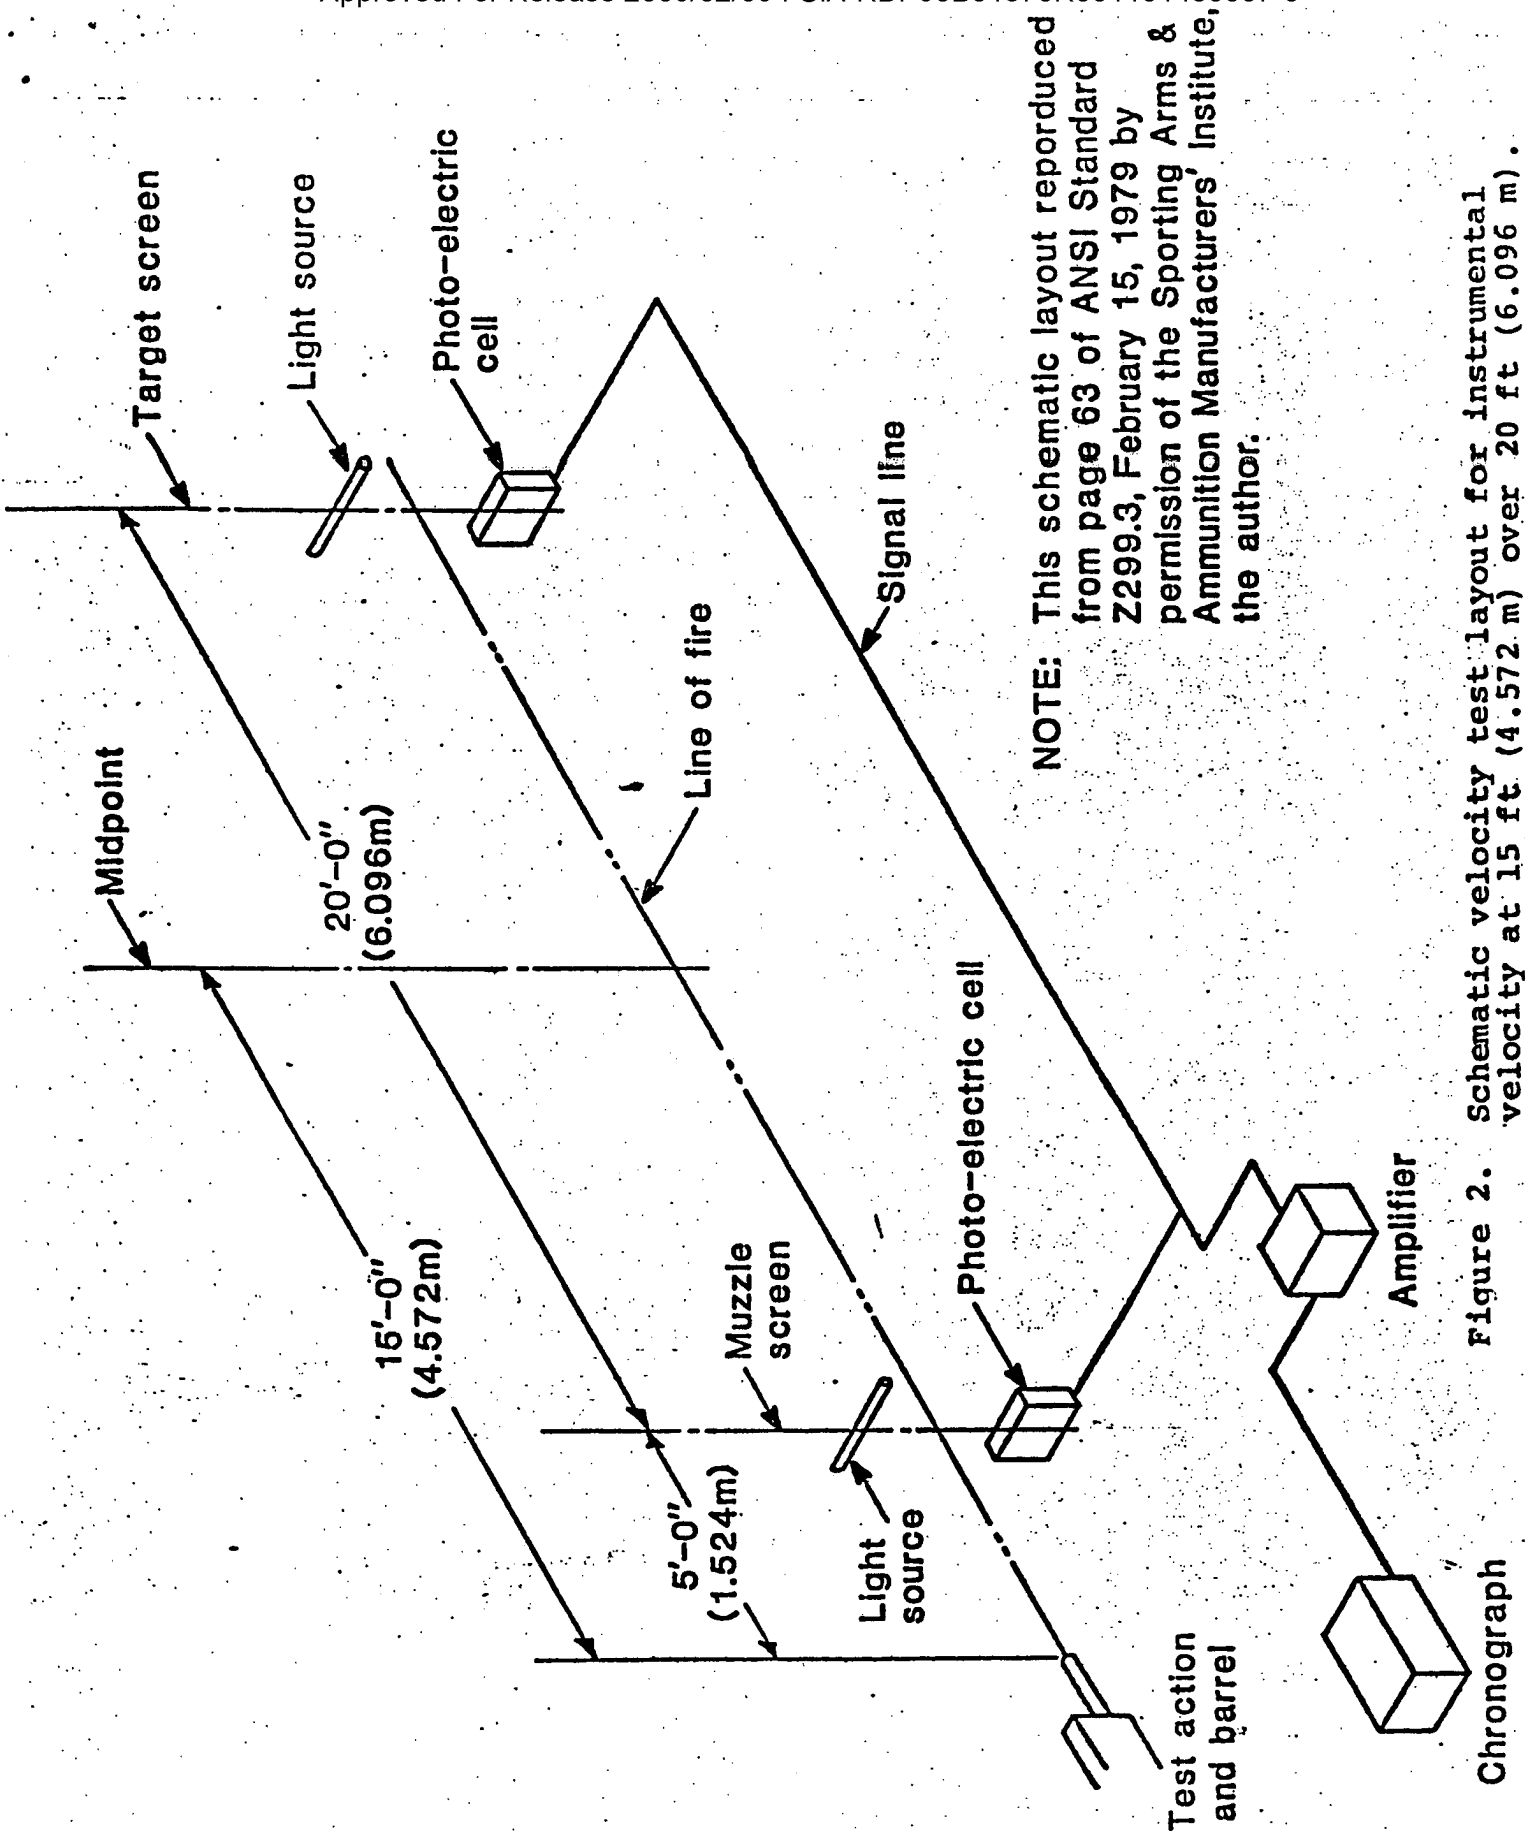 Target screen
Light source
Photo-electric
cell
Midpoint
20'-0"
(6.096m)
Line of fire
Signal line
15'-0"
(4.572m)
Muzzle
screen
Photo-electric cell
5'-0"
(1.524m)
Light
source
Test action
and barrel
Amplifier
Chronograph
NOTE: This schematic layout reporduced
from page 63 of ANSI Standard
Z299.3, February 15, 1979 by
permission of the Sporting Arms &
Ammunition Manufacturers' Institute,
the author.
Figure 2. Schematic velocity test layout for instrumental
velocity at 15 ft (4.572 m) over 20 ft (6.096 m).